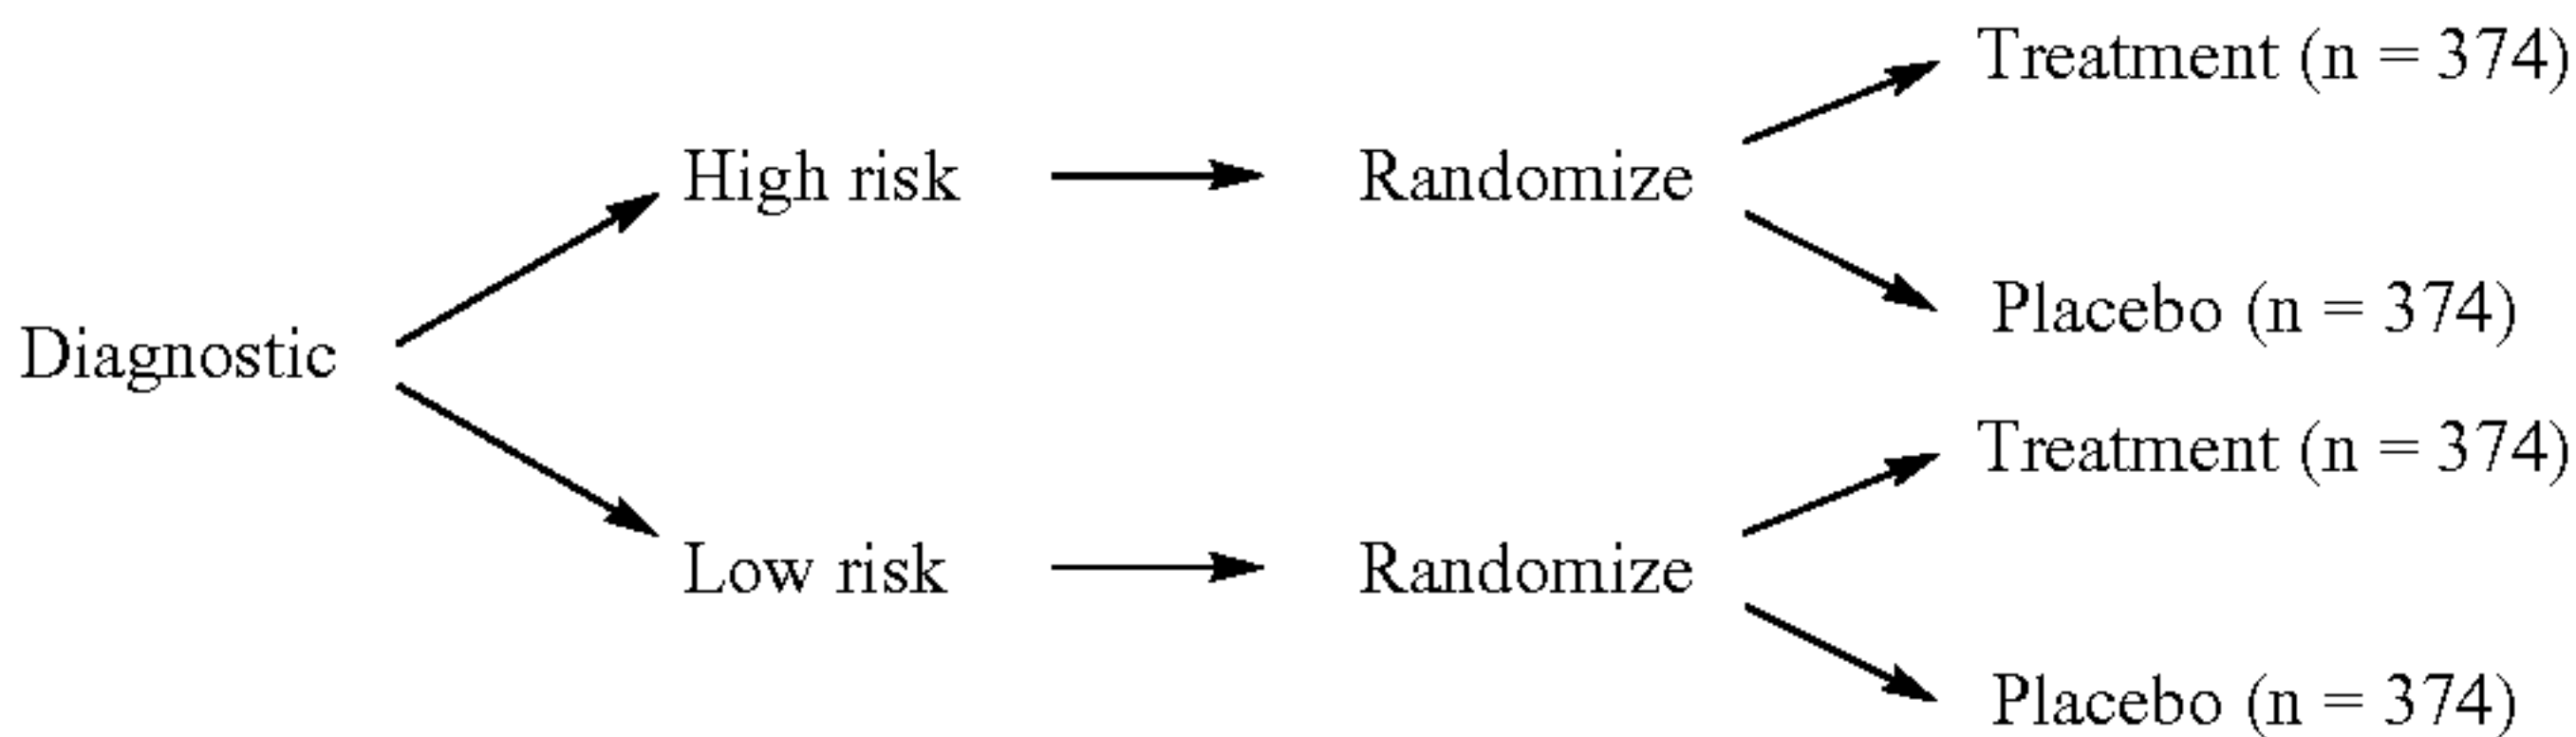 Treatment (n = 374)
High risk
Randomize
Placebo (n = 374)
Diagnostic
Treatment (n = 374)
Low risk
Randomize
Placebo (n = 374)